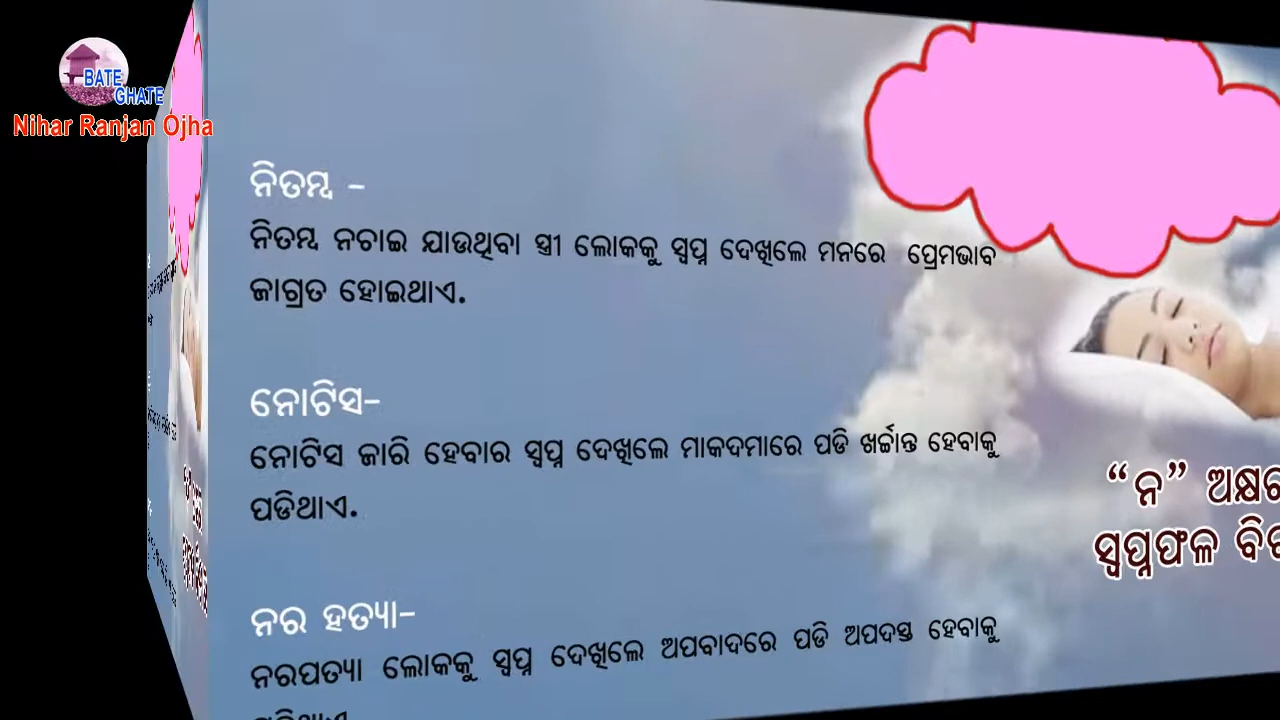 BATE
GHATE
Nihar Ranjan Ojha
ନିତମ୍ବ -
ନିତମ୍ବ ନଚାଇ ଯାଉଥିବା ସ୍ତ୍ରୀ ଲୋକକୁ ସ୍ୱପ୍ନ ଦେଖିଲେ ମନରେ ପ୍ରେମଭାବ
ଜାଗ୍ରତ ହୋଇଥାଏ.
ନୋଟିସ-
ନୋଟିସ ଜାରି ହେବାର ସ୍ୱପ୍ନ ଦେଖିଲେ ମାକଦମାରେ ପଡି ଖର୍ଚ୍ଚାନ୍ତ ହେବାକୁ
ପଡିଥାଏ.
ନର ହତ୍ୟା-
ନରପତ୍ୟା ଲୋକକୁ ସ୍ୱପ୍ନ ଦେଖିଲେ ଅପବାଦରେ ପଡି ଅପଦସ୍ତ ହେବାକୁ
“ନ” ଅକ୍ଷର
ସ୍ୱପ୍ନଫଳ